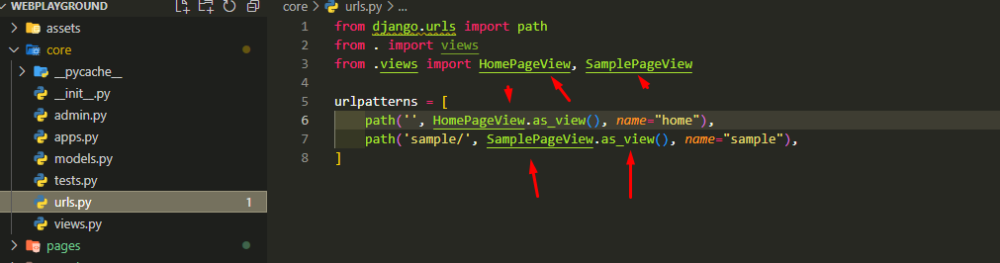 WEBPLAYGROUND
assets
core
__pycache__
__init__.py
admin.py
apps.py
models.py
tests.py
urls.py 1
views.py
pages
core > urls.py > ...
1 from django.urls import path
2 from . import views
3 from .views import HomePageView, SamplePageView
4
5 urlpatterns = [
6 path('', HomePageView.as_view(), name="home"),
7 path('sample/', SamplePageView.as_view(), name="sample"),
8 ]